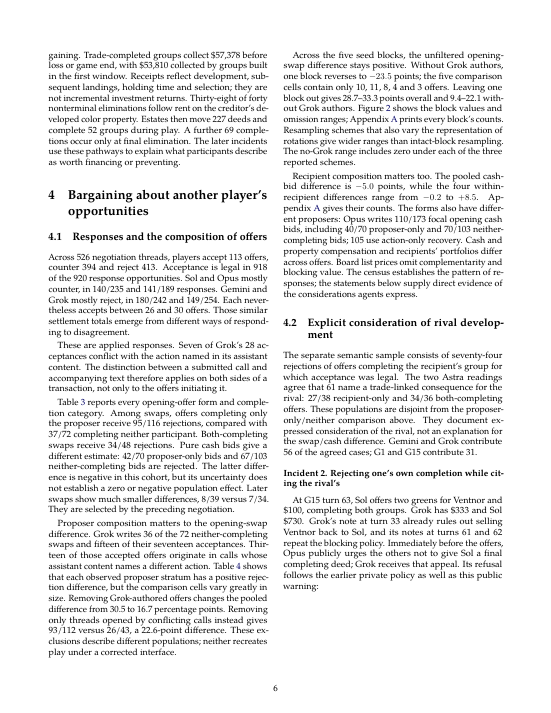 gaining. Trade-completed groups collect $57,378 before
loss or game end, with $53,810 collected by groups built
in the first window. Receipts reflect development, sub-
sequent landings, holding time and selection; they are
not incremental investment returns. Thirty-eight of forty
nonterminal eliminations follow rent on the creditor's de-
veloped color property. Estates then move 227 deeds and
complete 52 groups during play. A further 69 comple-
tions occur only at final elimination. The later incidents
use these pathways to explain what participants describe
as worth financing or preventing.
4 Bargaining about another player's
opportunities
4.1 Responses and the composition of offers
Across 526 negotiation threads, players accept 113 offers,
counter 394 and reject 413. Acceptance is legal in 918
of the 920 response opportunities. Sol and Opus mostly
counter, in 140/235 and 141/189 responses. Gemini and
Grok mostly reject, in 180/242 and 149/254. Each never-
theless accepts between 26 and 30 offers. Those similar
settlement totals emerge from different ways of respond-
ing to disagreement.
These are applied responses. Seven of Grok's 28 ac-
ceptances conflict with the action named in its assistant
content. The distinction between a submitted call and
accompanying text therefore applies on both sides of a
transaction, not only to the offers initiating it.
Table 3 reports every opening-offer form and comple-
tion category. Among swaps, offers completing only
the proposer receive 95/116 rejections, compared with
37/72 completing neither participant. Both-completing
swaps receive 34/48 rejections. Pure cash bids give a
different estimate: 42/70 proposer-only bids and 67/103
neither-completing bids are rejected. The latter differ-
ence is negative in this cohort, but its uncertainty does
not establish a zero or negative population effect. Later
swaps show much smaller differences, 8/39 versus 7/34.
They are selected by the preceding negotiation.
Proposer composition matters to the opening-swap
difference. Grok writes 36 of the 72 neither-completing
swaps and fifteen of their seventeen acceptances. Thir-
teen of those accepted offers originate in calls whose
assistant content names a different action. Table 4 shows
that each observed proposer stratum has a positive rejec-
tion difference, but the comparison cells vary greatly in
size. Removing Grok-authored offers changes the pooled
difference from 30.5 to 16.7 percentage points. Removing
only threads opened by conflicting calls instead gives
93/112 versus 26/43, a 22.6-point difference. These ex-
clusions describe different populations; neither recreates
play under a corrected interface.
Across the five seed blocks, the unfiltered opening-
swap difference stays positive. Without Grok authors,
one block reverses to −23.5 points; the five comparison
cells contain only 10, 11, 8, 4 and 3 offers. Leaving one
block out gives 28.7–33.3 points overall and 9.4–22.1 with-
out Grok authors. Figure 2 shows the block values and
omission ranges; Appendix A prints every block's counts.
Resampling schemes that also vary the representation of
rotations give wider ranges than intact-block resampling.
The no-Grok range includes zero under each of the three
reported schemes.
Recipient composition matters too. The pooled cash-
bid difference is −5.0 points, while the four within-
recipient differences range from −0.2 to +8.5. Ap-
pendix A gives their counts. The forms also have differ-
ent proposers: Opus writes 110/173 focal opening cash
bids, including 40/70 proposer-only and 70/103 neither-
completing bids; 105 use action-only recovery. Cash and
property compensation and recipients' portfolios differ
across offers. Board list prices omit complementarity and
blocking value. The census establishes the pattern of re-
sponses; the statements below supply direct evidence of
the considerations agents express.
4.2 Explicit consideration of rival develop-
ment
The separate semantic sample consists of seventy-four
rejections of offers completing the recipient's group for
which acceptance was legal. The two Astra readings
agree that 61 name a trade-linked consequence for the
rival: 27/38 recipient-only and 34/36 both-completing
offers. These populations are disjoint from the proposer-
only/neither comparison above. They document ex-
pressed consideration of the rival, not an explanation for
the swap/cash difference. Gemini and Grok contribute
56 of the agreed cases; G1 and G15 contribute 31.
Incident 2. Rejecting one's own completion while cit-
ing the rival's
At G15 turn 63, Sol offers two greens for Ventnor and
$100, completing both groups. Grok has $333 and Sol
$730. Grok's note at turn 33 already rules out selling
Ventnor back to Sol, and its notes at turns 61 and 62
repeat the blocking policy. Immediately before the offers,
Opus publicly urges the others not to give Sol a final
completing deed; Grok receives that appeal. Its refusal
follows the earlier private policy as well as this public
warning:
6